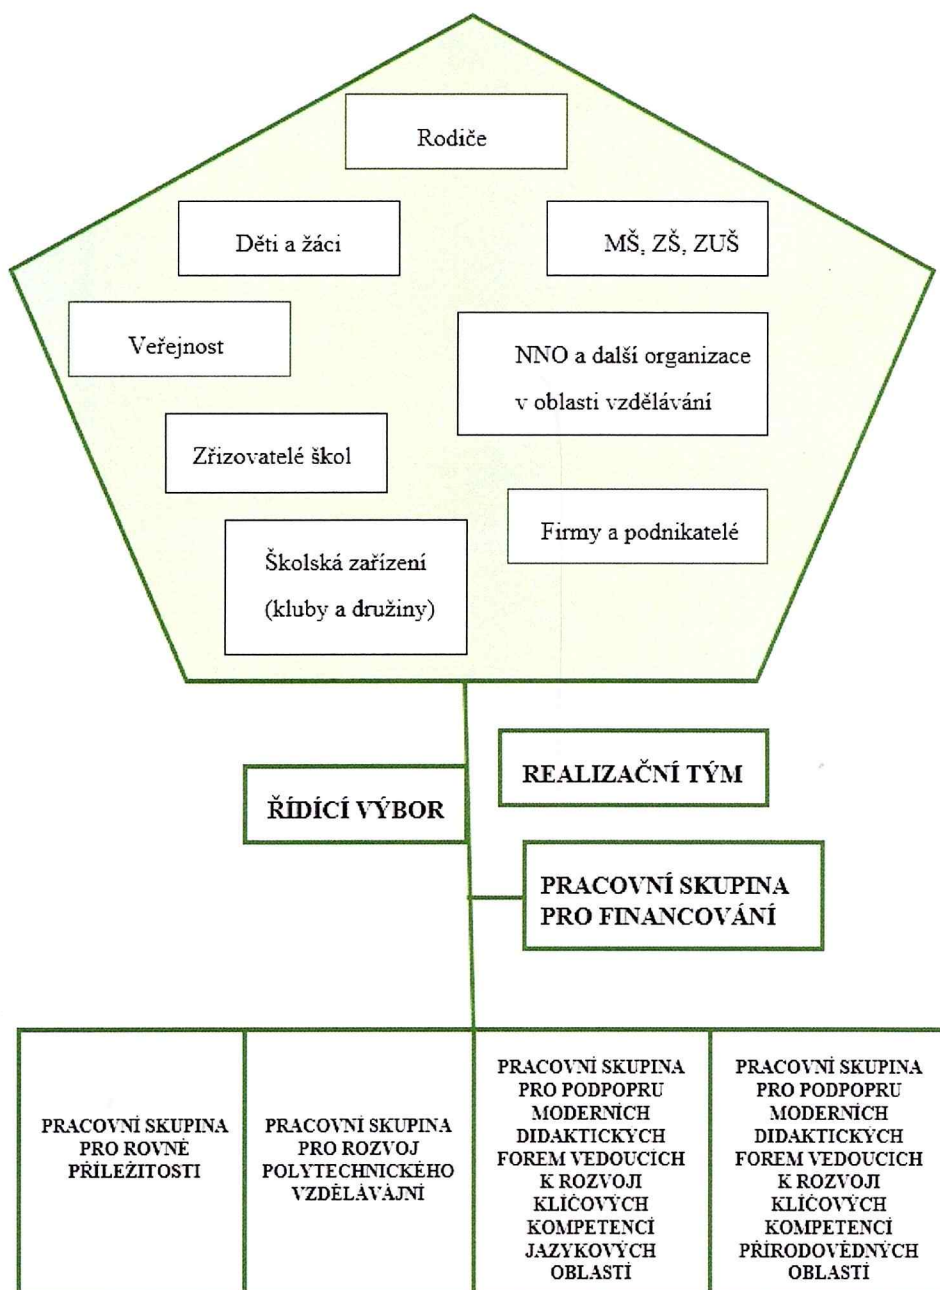 Rodiče
Děti a žáci
MŠ, ZŠ, ZUŠ
Veřejnost
NNO a další organizace
v oblasti vzdělávání
Zřizovatelé škol
Firmy a podnikatelé
Školská zařízení
(kluby a družiny)
REALIZAČNÍ TÝM
ŘÍDÍCÍ VÝBOR
PRACOVNÍ SKUPINA
PRO FINANCOVÁNÍ
PRACOVNÍ SKUPINA
PRO ROVNÉ
PŘÍLEŽITOSTI
PRACOVNÍ SKUPINA
PRO ROZVOJ
POLYTECHNICKÉHO
VZDĚLÁVÁJNÍ
PRACOVNÍ SKUPINA
PRO PODPOPRU
MODERNÍCH
DIDAKTICKÝCH
FOREM VEDOUCÍCH
K ROZVOJI
KLÍČOVÝCH
KOMPETENCÍ
JAZYKOVÝCH
OBLASTÍ
PRACOVNÍ SKUPINA
PRO PODPOPRU
MODERNÍCH
DIDAKTICKÝCH
FOREM VEDOUCÍCH
K ROZVOJI
KLÍČOVÝCH
KOMPETENCÍ
PŘÍRODOVĚDNÝCH
OBLASTÍ